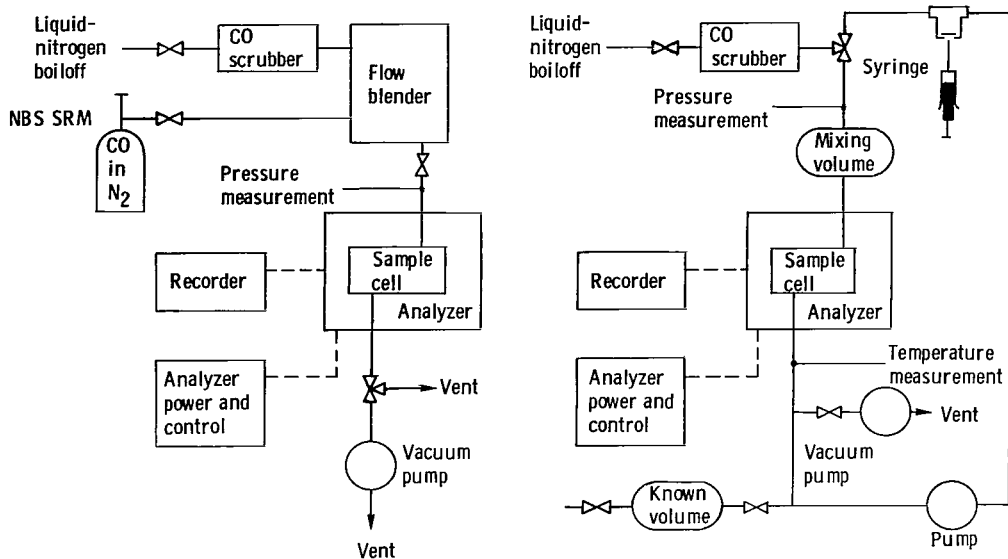 Liquid-
nitrogen
boiloff
CO
scrubber
Flow
blender
NBS SRM
CO
in
N2
Pressure
measurement
Sample
cell
Recorder
Analyzer
Analyzer
power and
control
Vent
Vacuum
pump
Vent
Liquid-
nitrogen
boiloff
CO
scrubber
Syringe
Pressure
measurement
Mixing
volume
Sample
cell
Recorder
Analyzer
Temperature
measurement
Analyzer
power and
control
Vent
Vacuum
pump
Known
volume
Pump